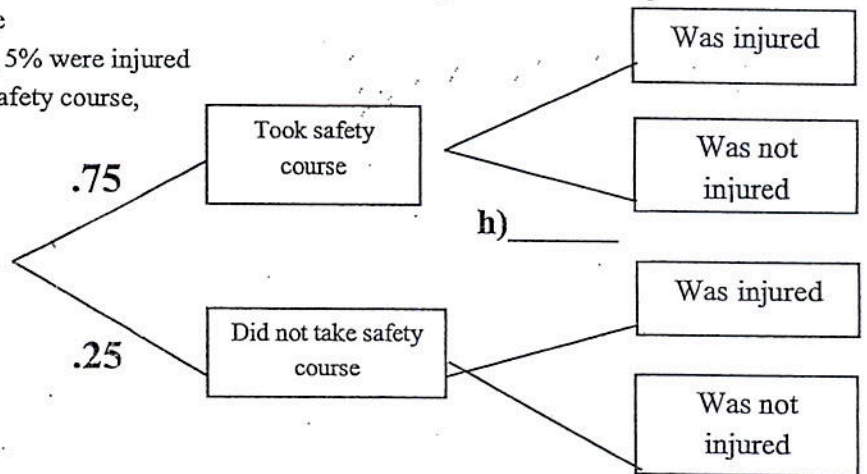 e
5% were injured
afety course,
Was injured
Took safety
course
Was not
injured
.75
h)
Was injured
Did not take safety
course
.25
Was not
injured